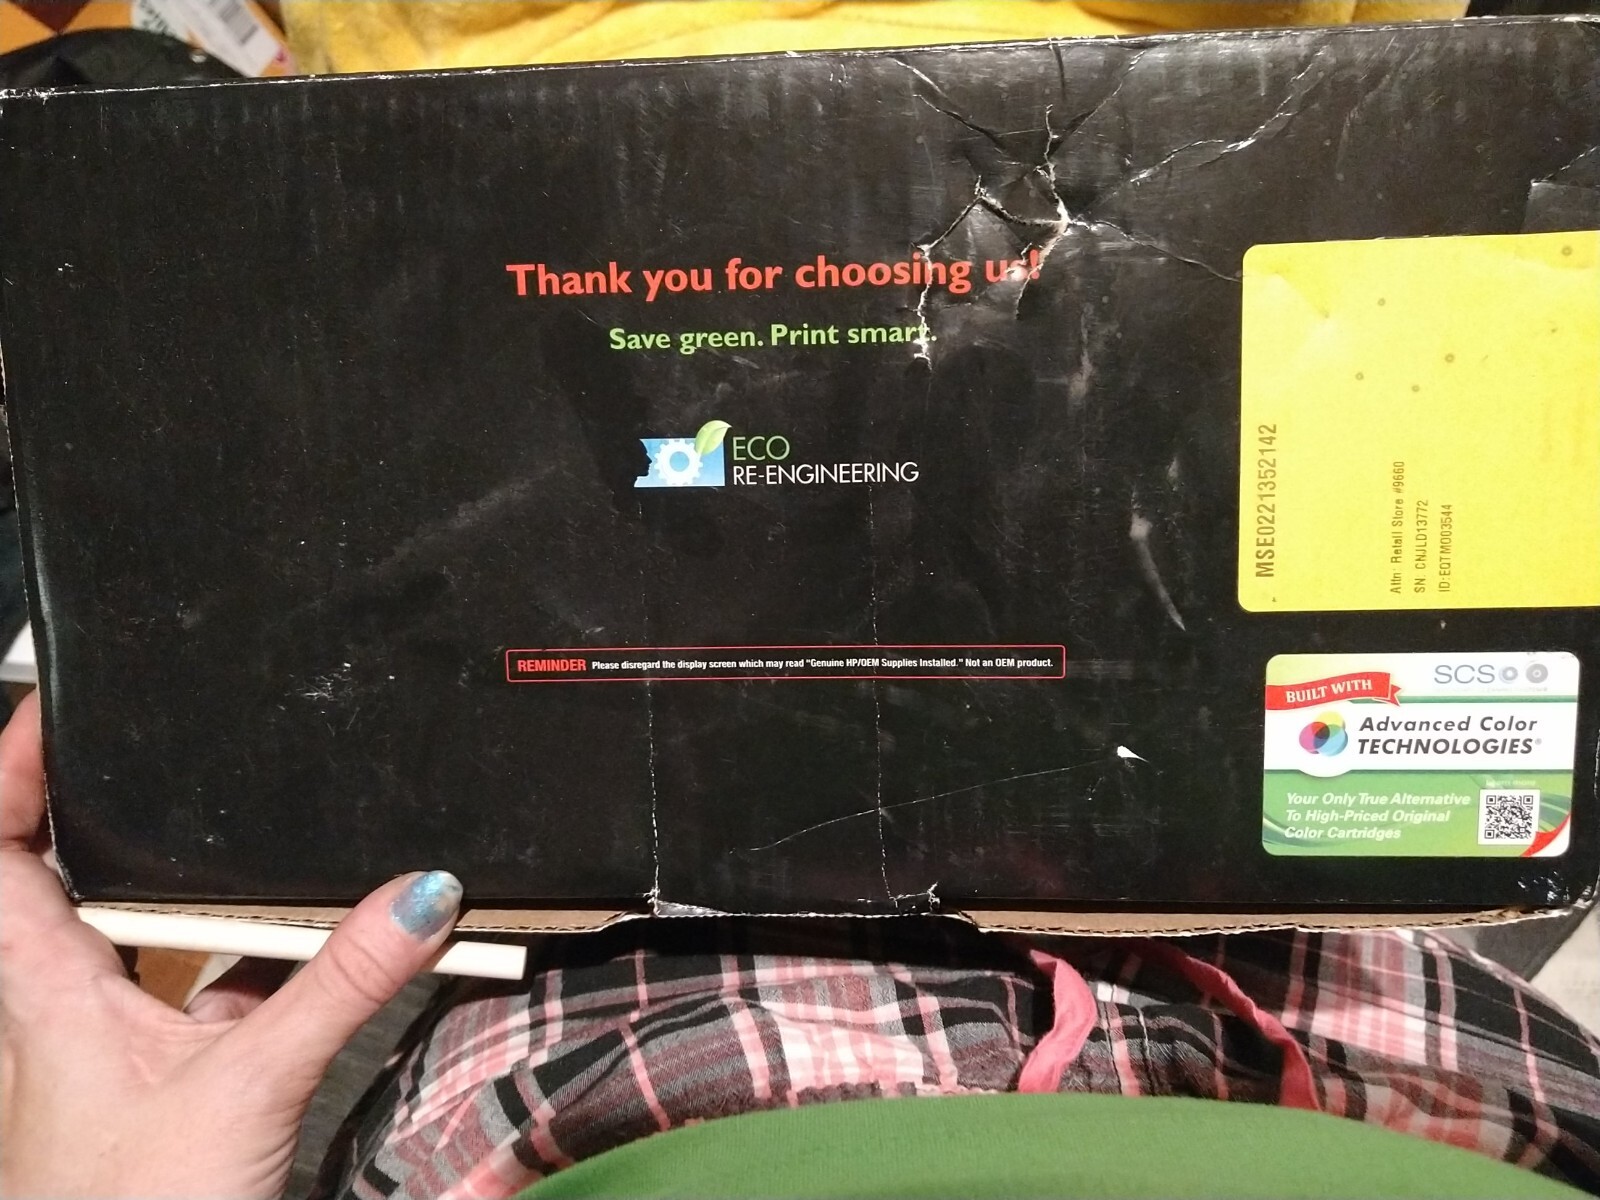 Thank you for choosing us!
Save green. Print smart.
ECO
RE-ENGINEERING
REMINDER Please disregard the display screen which may read "Genuine HP/OEM Supplies Installed." Not an OEM product.
MSE0221352142
Attn: Retail Store #9660
SN. CNJLD13772
ID:EQTM003544
SCS
BUILT WITH
Advanced Color
TECHNOLOGIES®
Your Only True Alternative
To High-Priced Original
Color Cartridges